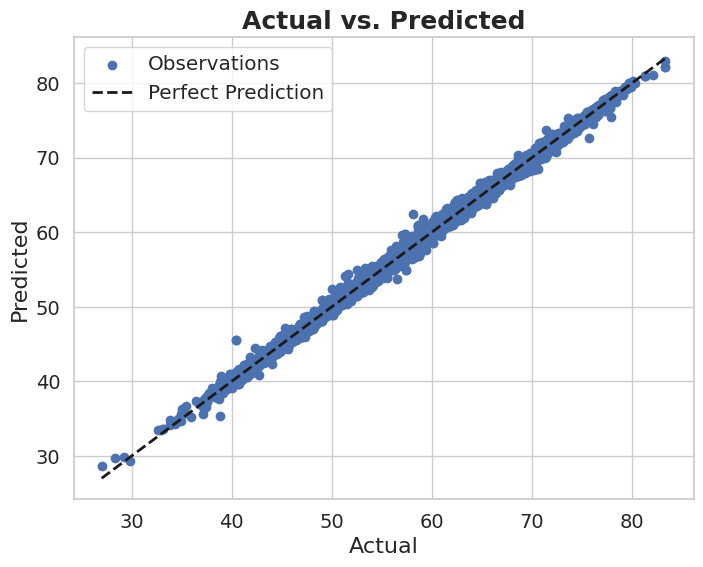 Actual vs. Predicted
Observations
Perfect Prediction
80
70
60
50
40
30
Predicted
30 40 50 60 70 80
Actual